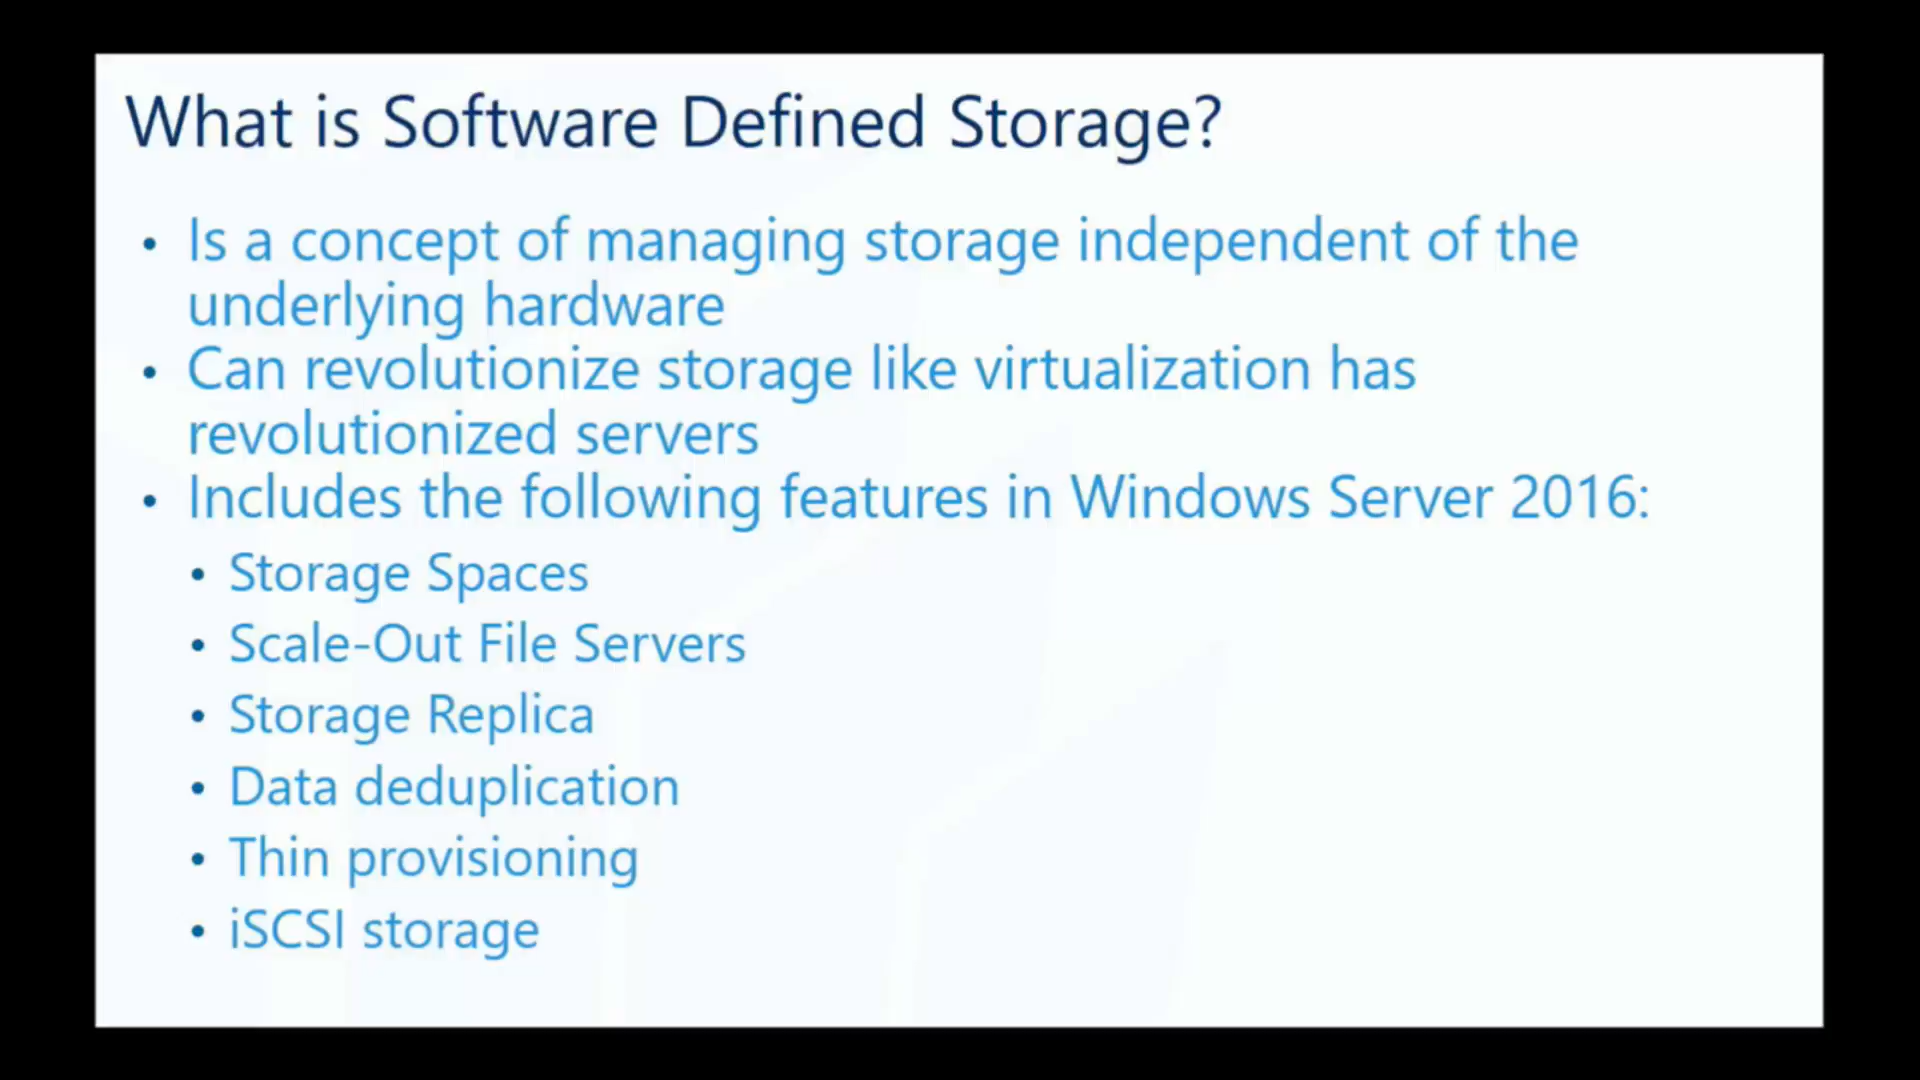 What is Software Defined Storage?
• Is a concept of managing storage independent of the
underlying hardware
• Can revolutionize storage like virtualization has
revolutionized servers
• Includes the following features in Windows Server 2016:
• Storage Spaces
• Scale-Out File Servers
• Storage Replica
• Data deduplication
• Thin provisioning
• iSCSI storage